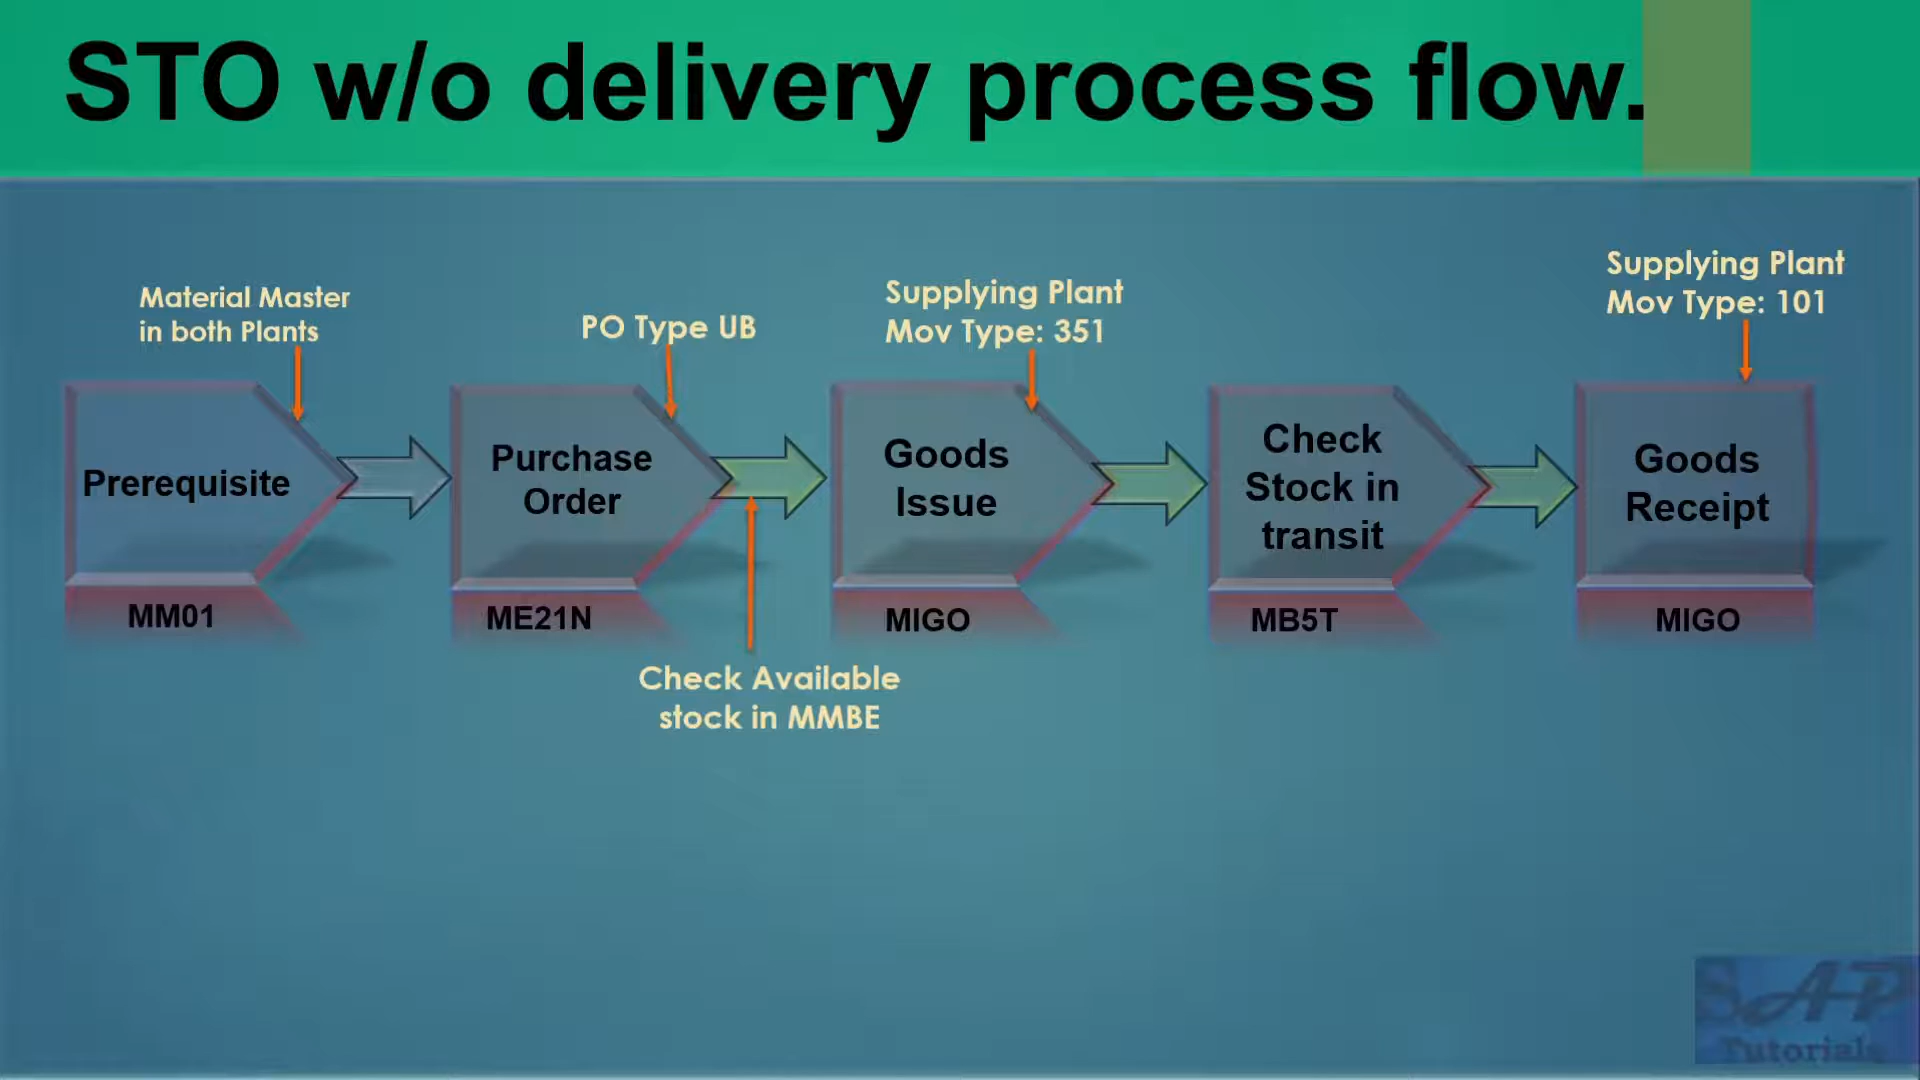 STO w/o delivery process flow.
Material Master
in both Plants
PO Type UB
Supplying Plant
Mov Type: 351
Supplying Plant
Mov Type: 101
Prerequisite
Purchase
Order
Goods
Issue
Check
Stock in
transit
Goods
Receipt
MM01
ME21N
MIGO
MB5T
MIGO
Check Available
stock in MMBE
SAP
Tutorials